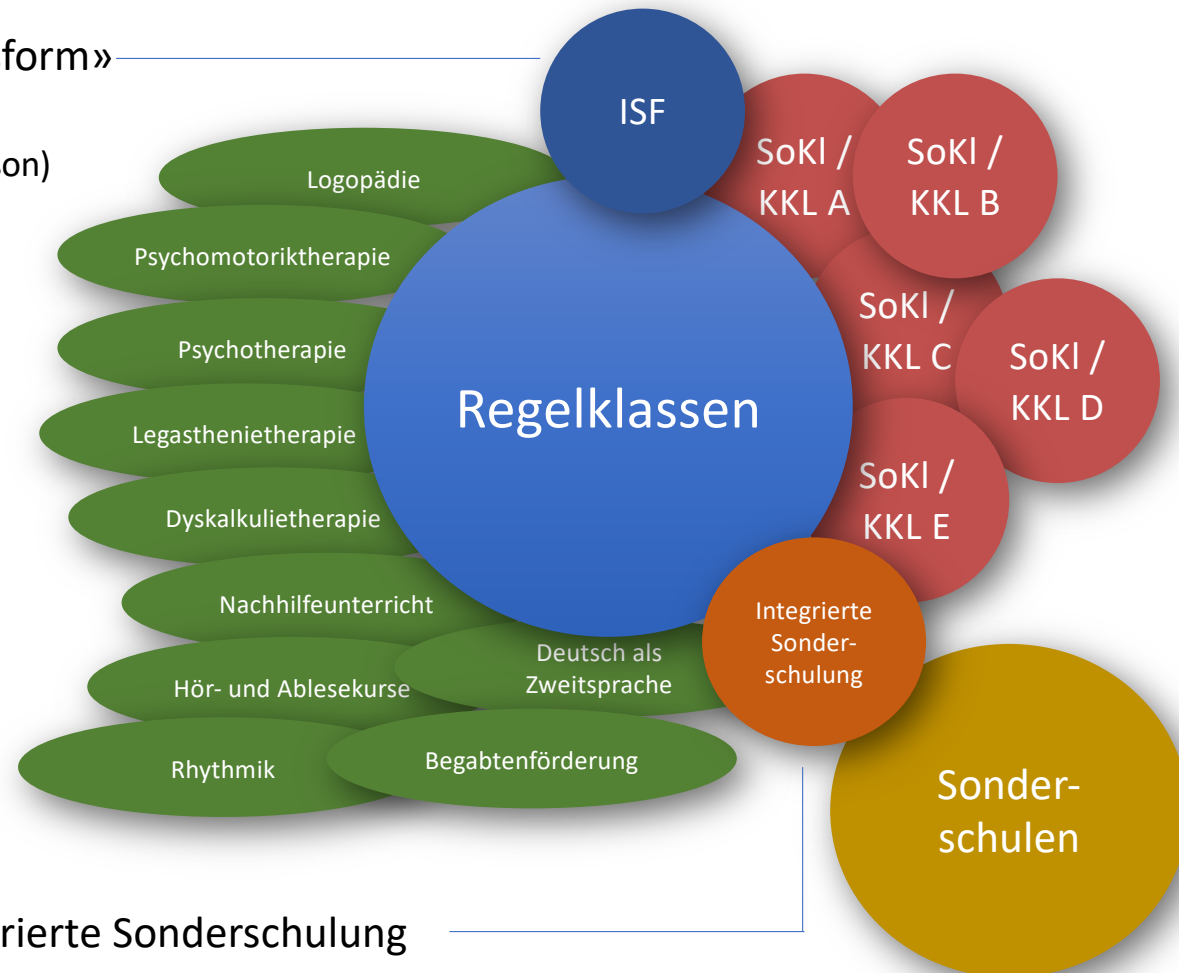 form»
son)
ISF
SoKl /
KKL A
SoKl /
KKL B
SoKl /
KKL C
SoKl /
KKL D
SoKl /
KKL E
Logopädie
Psychomotoriktherapie
Psychotherapie
Legasthenietherapie
Dyskalkulietherapie
Nachhilfeunterricht
Hör- und Ablesekurse
Deutsch als
Zweitsprache
Rhythmik
Begabtenförderung
Regelklassen
Integrierte
Sonder-
schulung
Sonder-
schulen
rierte Sonderschulung